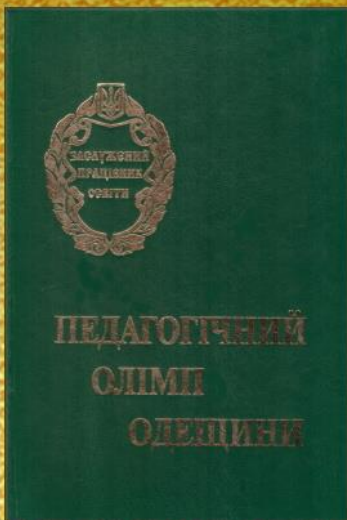 ЗАСЛУЖЕНИЙ
ПРАЦІВНИК
ОСВІТИ
ПЕДАГОГІЧНИЙ
ОЛІМП
ОДЕЩИНИ